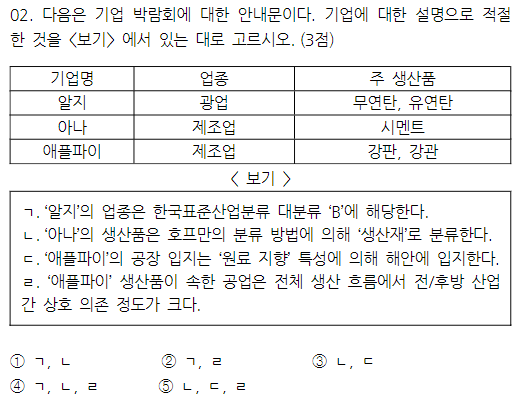 02. 다음은 기업 박람회에 대한 안내문이다. 기업에 대한 설명으로 적절
한 것을 <보기> 에서 있는 대로 고르시오. (3점)
기업명 업종 주 생산품
알지 광업 무연탄, 유연탄
아나 제조업 시멘트
애플파이 제조업 강판, 강관
< 보기 >
ㄱ. ‘알지’의 업종은 한국표준산업분류 대분류 ‘B’에 해당한다.
ㄴ. ‘아나’의 생산품은 호프만의 분류 방법에 의해 ‘생산재’로 분류한다.
ㄷ. ‘애플파이’의 공장 입지는 ‘원료 지향’ 특성에 의해 해안에 입지한다.
ㄹ. ‘애플파이’ 생산품이 속한 공업은 전체 생산 흐름에서 전/후방 산업
간 상호 의존 정도가 크다.
① ㄱ, ㄴ ② ㄱ, ㄹ ③ ㄴ, ㄷ
④ ㄱ, ㄴ, ㄹ ⑤ ㄴ, ㄷ, ㄹ